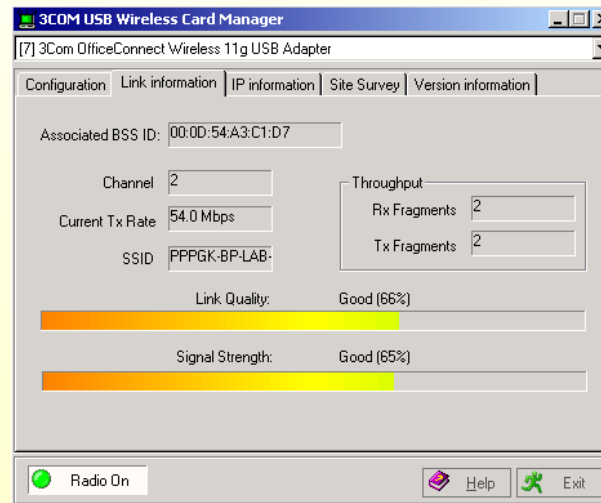 3COM USB Wireless Card Manager
[7] 3Com OfficeConnect Wireless 11g USB Adapter
Configuration Link information IP information Site Survey Version information
Associated BSS ID: 00:0D:54:A3:C1:D7
Channel 2
Current Tx Rate 54.0 Mbps
SSID PPPGK-BP-LAB-
Throughput
Rx Fragments 2
Tx Fragments 2
Link Quality: Good (66%)
Signal Strength: Good (65%)
Radio On
Help Exit